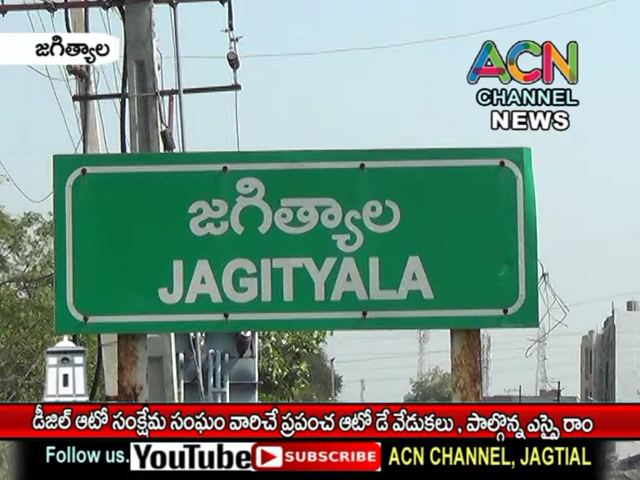 జగిత్యాల
ACN
CHANNEL
NEWS
జగిత్యాల
JAGITYALA
డీజిల్ ఆటో సంక్షేమ సంఘం వారిచే ప్రపంచ ఆటో డే వేడుకలు , పాల్గొన్న ఎస్సై రాం
Follow us. YouTube SUBSCRIBE ACN CHANNEL, JAGTIAL